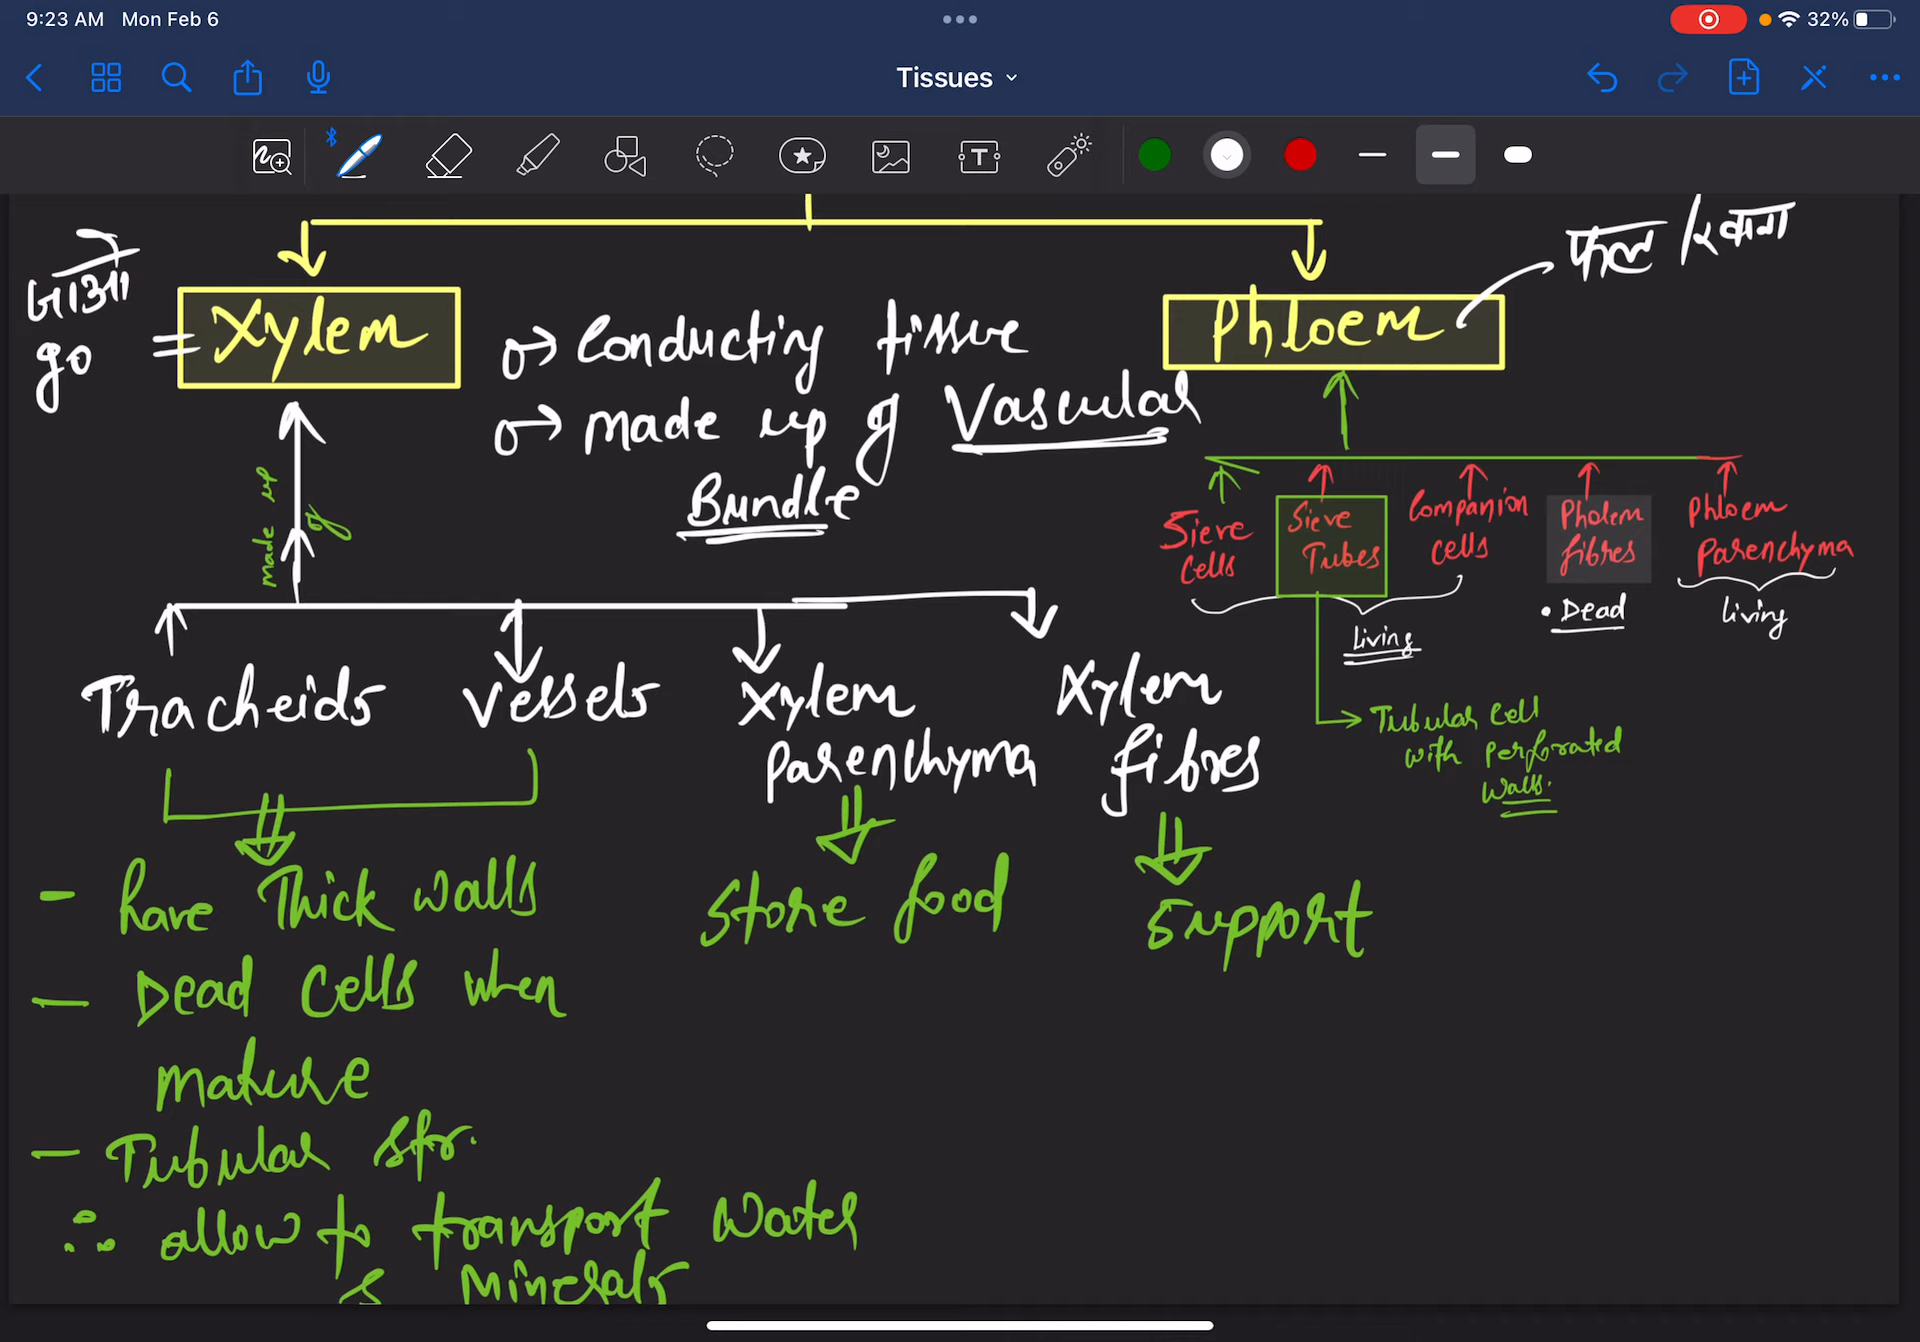 9:23 AM Mon Feb 6
32%
Tissues
जाओ
go
= Xylem
→ Conducting tissue
→ made up of Vascular
Bundle
Phloem
फल
made up of
Sieve Cells
Sieve Tubes
Companion cells
Pholem fibres
Phloem Parenchyma
Living
• Dead
living
Tubular Cell
with perforated
walls.
Tracheids
Vessels
Xylem
Parenchyma
Xylem
fibres
- have Thick walls
- Dead Cells when
mature
- Tubular str.
∴ allow to transport water
& Minerals
Store food
Support